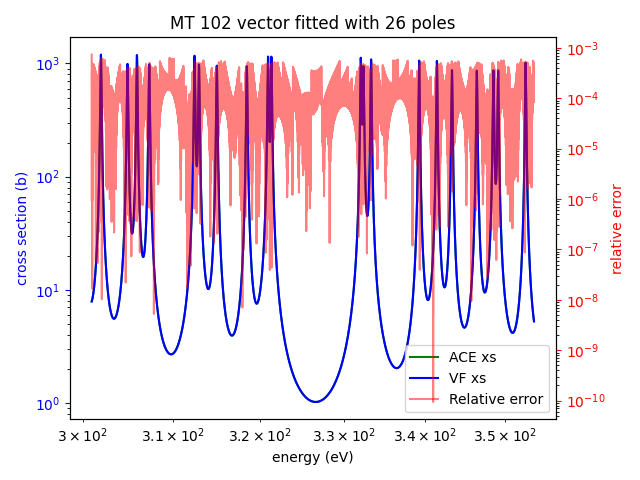 MT 102 vector fitted with 26 poles
10³
10²
10¹
10⁰
cross section (b)
10⁻³
10⁻⁴
10⁻⁵
10⁻⁶
10⁻⁷
10⁻⁸
10⁻⁹
10⁻¹⁰
relative error
ACE xs
VF xs
Relative error
3 × 10² 3.1 × 10² 3.2 × 10² 3.3 × 10² 3.4 × 10² 3.5 × 10²
energy (eV)